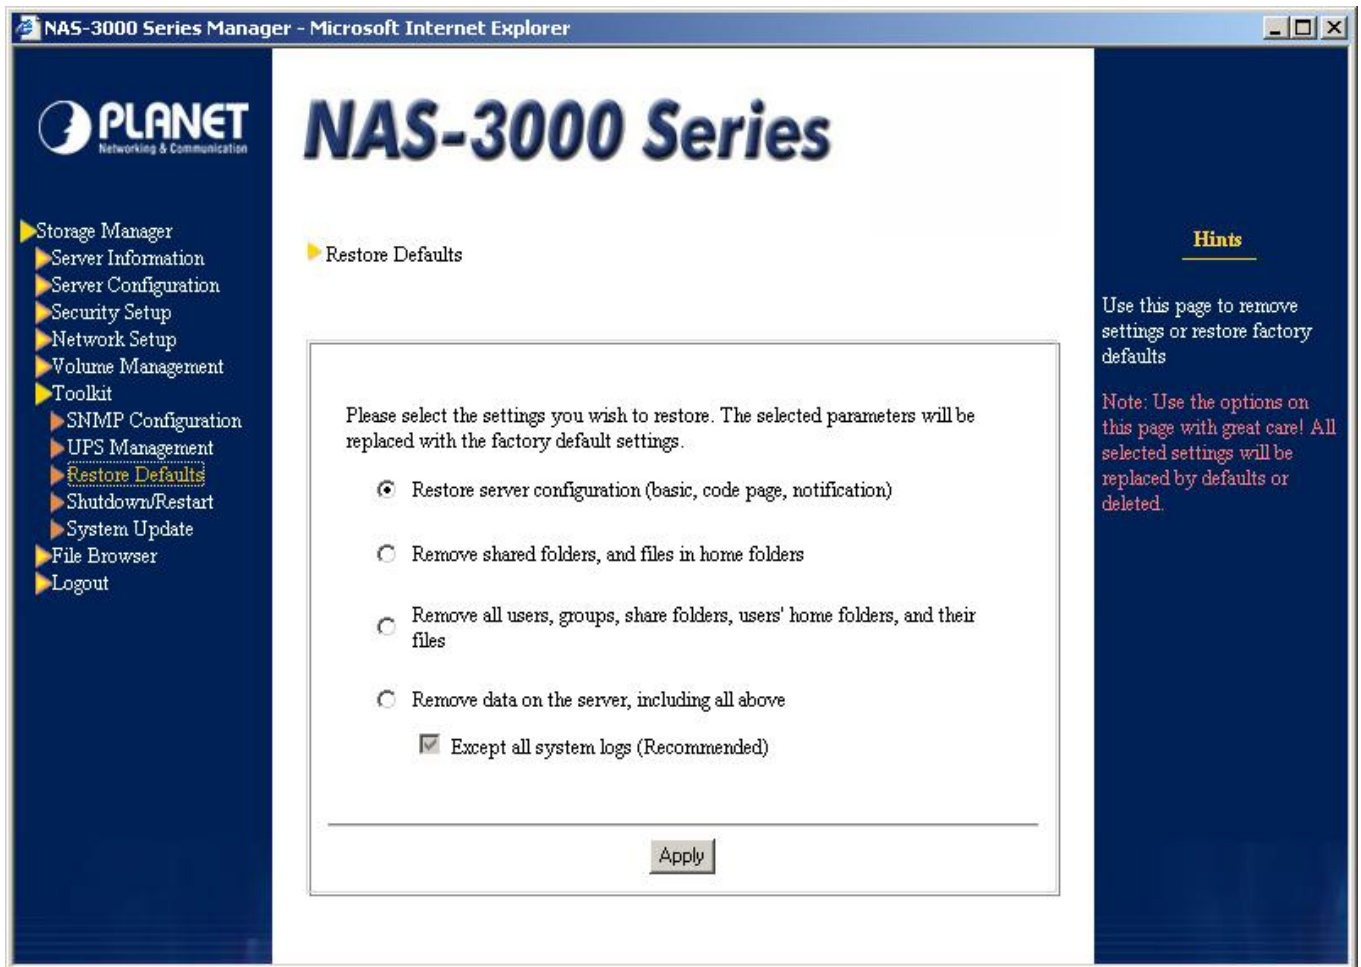 NAS-3000 Series Manager - Microsoft Internet Explorer
PLANET
Networking & Communication
NAS-3000 Series
Storage Manager
Server Information
Server Configuration
Security Setup
Network Setup
Volume Management
Toolkit
SNMP Configuration
UPS Management
Restore Defaults
Shutdown/Restart
System Update
File Browser
Logout
Restore Defaults
Please select the settings you wish to restore. The selected parameters will be
replaced with the factory default settings.
Restore server configuration (basic, code page, notification)
Remove shared folders, and files in home folders
Remove all users, groups, share folders, users' home folders, and their
files
Remove data on the server, including all above
Except all system logs (Recommended)
Apply
Hints
Use this page to remove
settings or restore factory
defaults
Note: Use the options on
this page with great care! All
selected settings will be
replaced by defaults or
deleted.